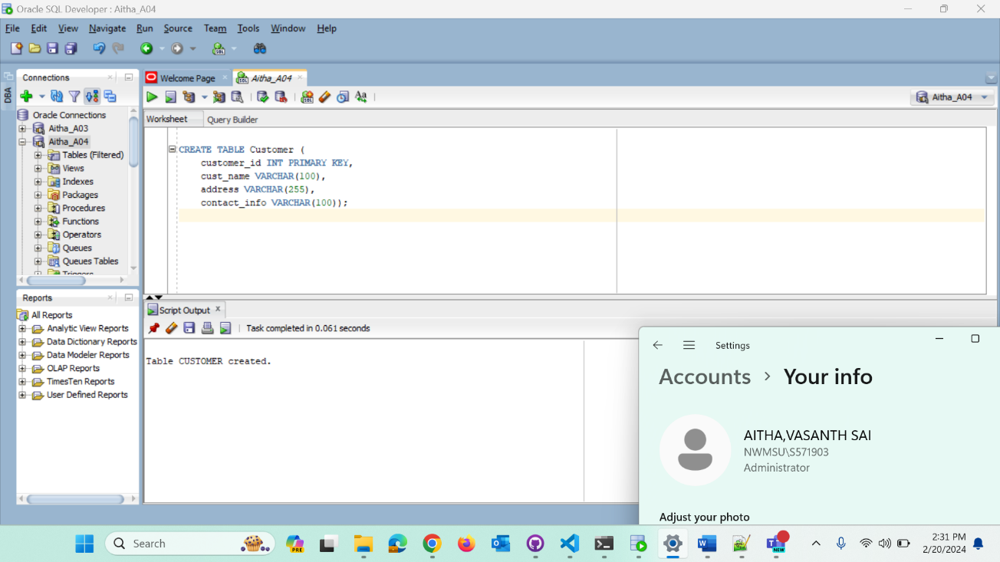 Oracle SQL Developer : Aitha_A04
File Edit View Navigate Run Source Team Tools Window Help
Connections
DBA
Oracle Connections
Aitha_A03
Aitha_A04
Tables (Filtered)
Views
Indexes
Packages
Procedures
Functions
Operators
Queues
Queues Tables
Triggers
Reports
All Reports
Analytic View Reports
Data Dictionary Reports
Data Modeler Reports
OLAP Reports
TimesTen Reports
User Defined Reports
Welcome Page
Aitha_A04
Aitha_A04
Worksheet Query Builder
CREATE TABLE Customer (
customer_id INT PRIMARY KEY,
cust_name VARCHAR(100),
address VARCHAR(255),
contact_info VARCHAR(100));
Script Output
Task completed in 0.061 seconds
Table CUSTOMER created.
Settings
Accounts > Your info
AITHA,VASANTH SAI
NWMSU\S571903
Administrator
Adjust your photo
Search
PRE
NEW
2:31 PM
2/20/2024